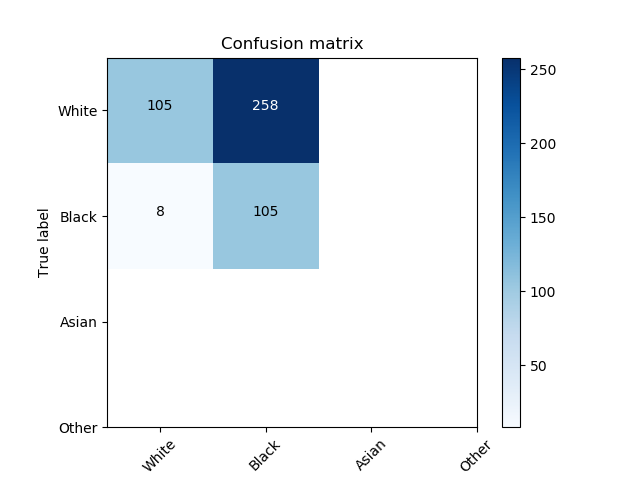 Confusion matrix
True label
White
105
258
250
200
Black
8
105
150
100
Asian
50
Other
White
Black
Asian
Other